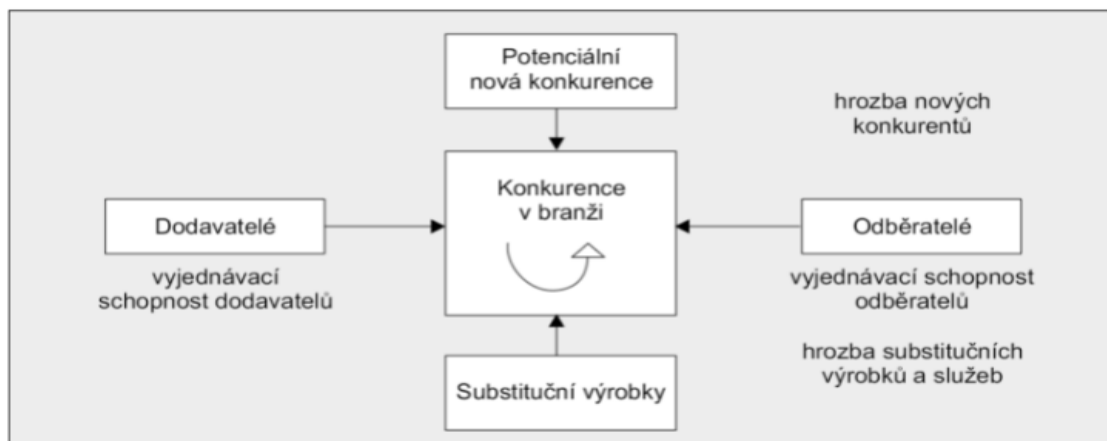 Potenciální
nová konkurence
hrozba nových
konkurentů
Konkurence
v branži
Dodavatelé
Odběratelé
vyjednávací
schopnost dodavatelů
vyjednávací schopnost
odběratelů
hrozba substitučních
výrobků a služeb
Substituční výrobky